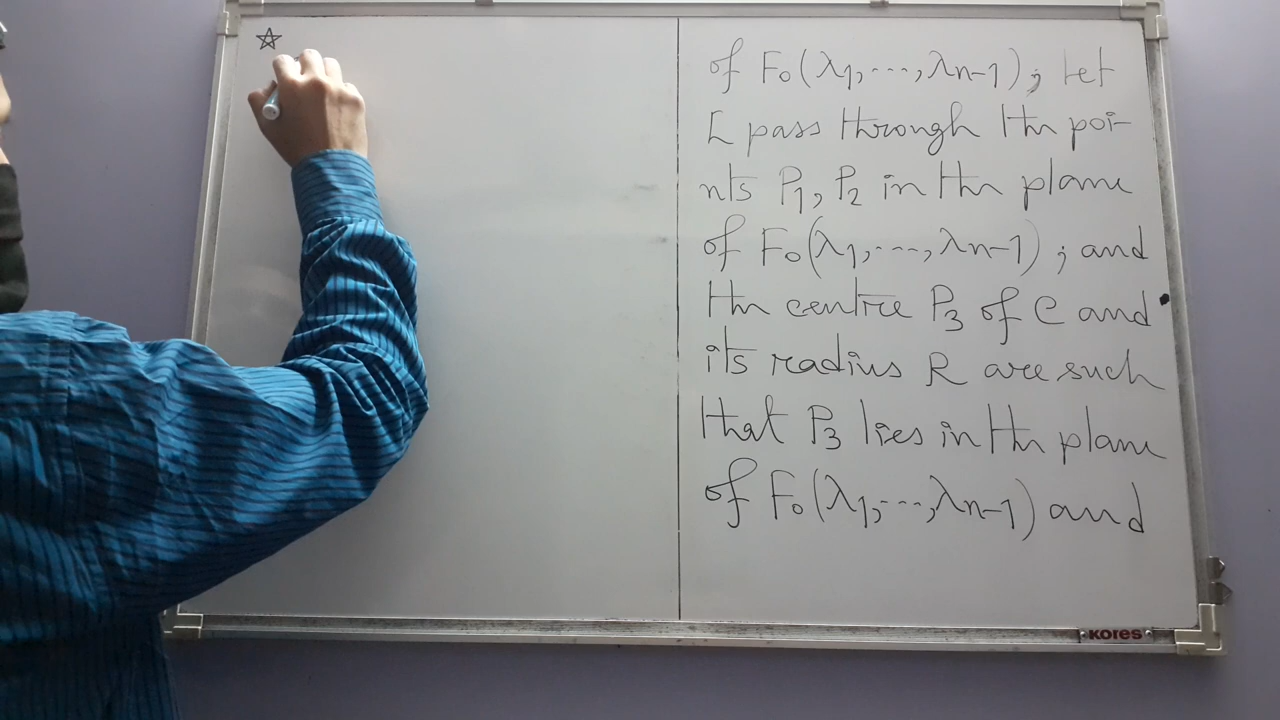 of F₀(λ1,...,λn-1); Let
L pass through the poi-
nts P1, P2 in the plane
of F₀(λ1,...,λn-1); and
the centre P3 of C and
its radius R are such
that P3 lies in the plane
of F₀(λ1,...,λn-1) and
KORES